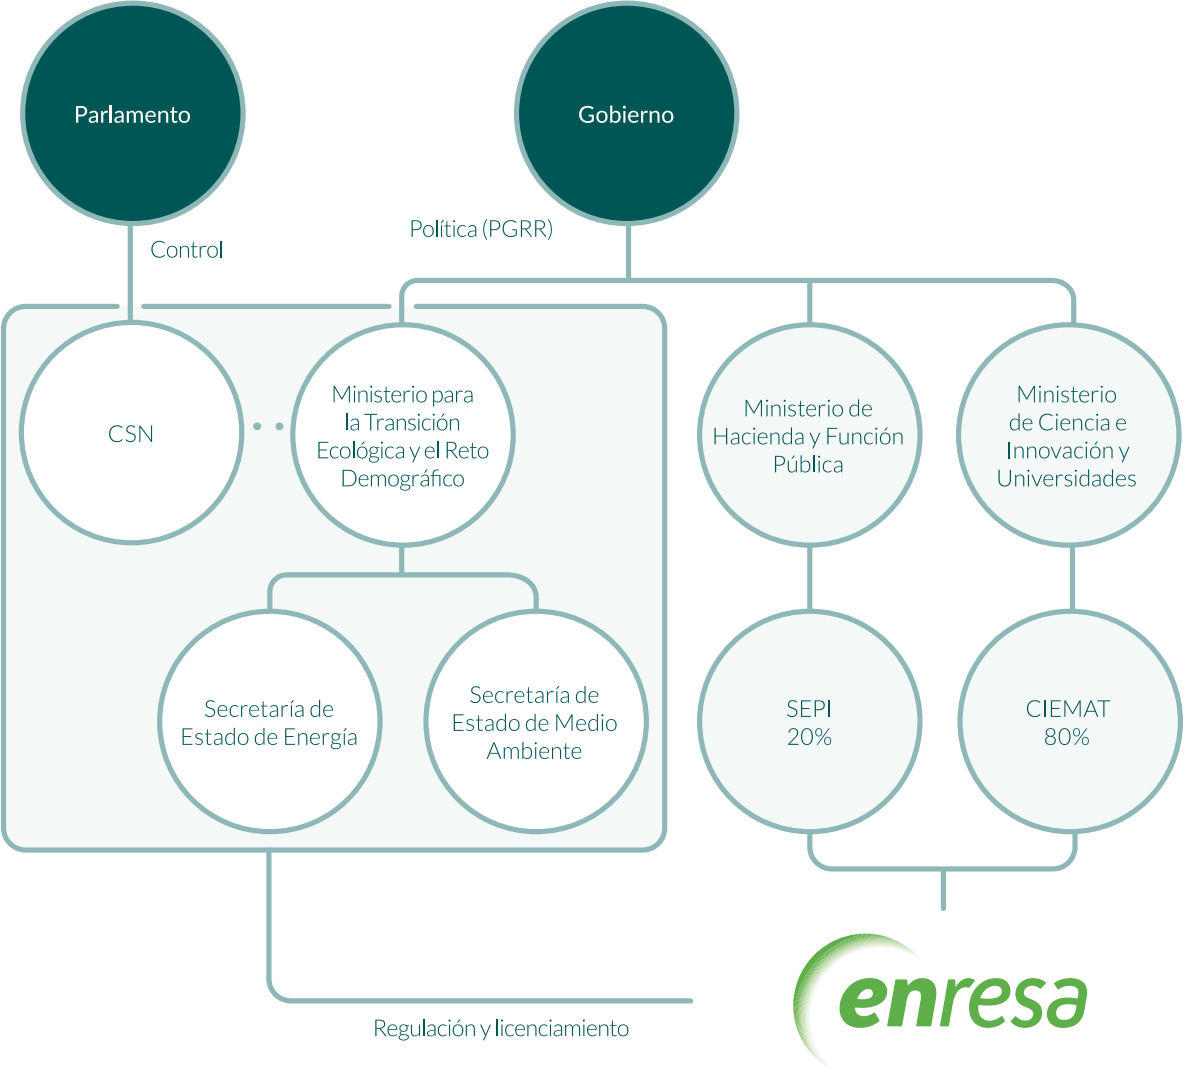 Parlamento
Gobierno
Política (PGRR)
Control
CSN
Ministerio para
la Transición
Ecológica y el Reto
Demográfico
Ministerio de
Hacienda y Función
Pública
Ministerio
de Ciencia e
Innovación y
Universidades
Secretaría de
Estado de Energía
Secretaría de
Estado de Medio
Ambiente
SEPI
20%
CIEMAT
80%
enresa
Regulación y licenciamiento